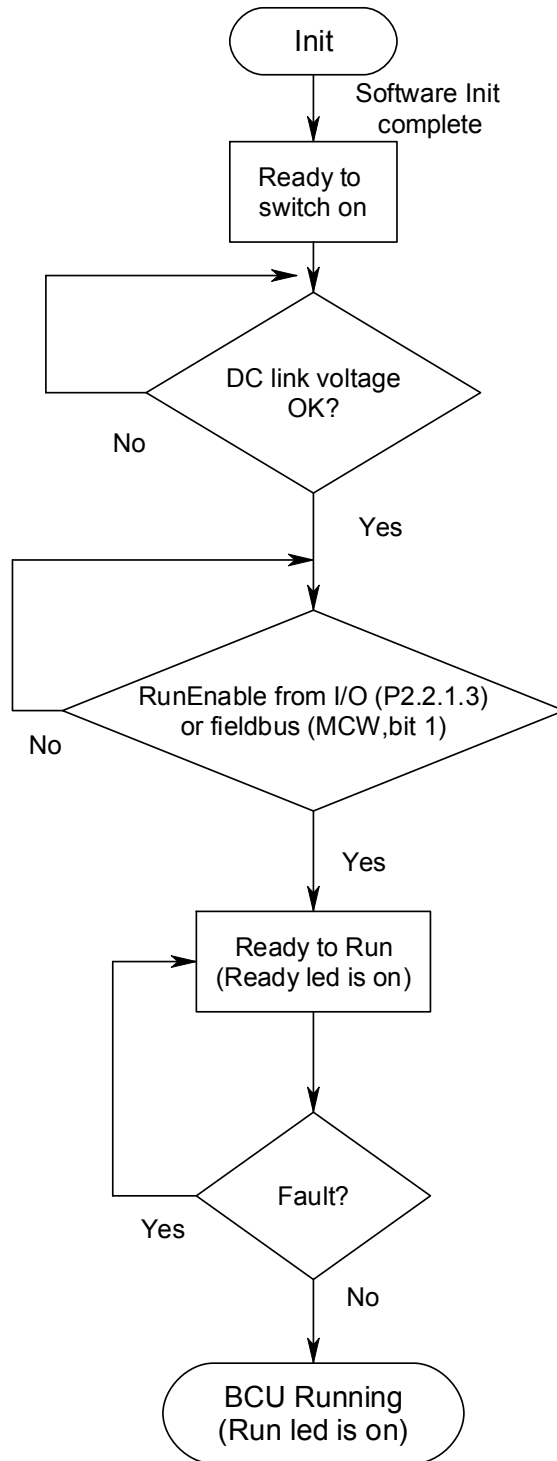 Init
Software Init
complete
Ready to
switch on
DC link voltage
OK?
No
Yes
RunEnable from I/O (P2.2.1.3)
or fieldbus (MCW,bit 1)
No
Yes
Ready to Run
(Ready led is on)
Fault?
Yes
No
BCU Running
(Run led is on)